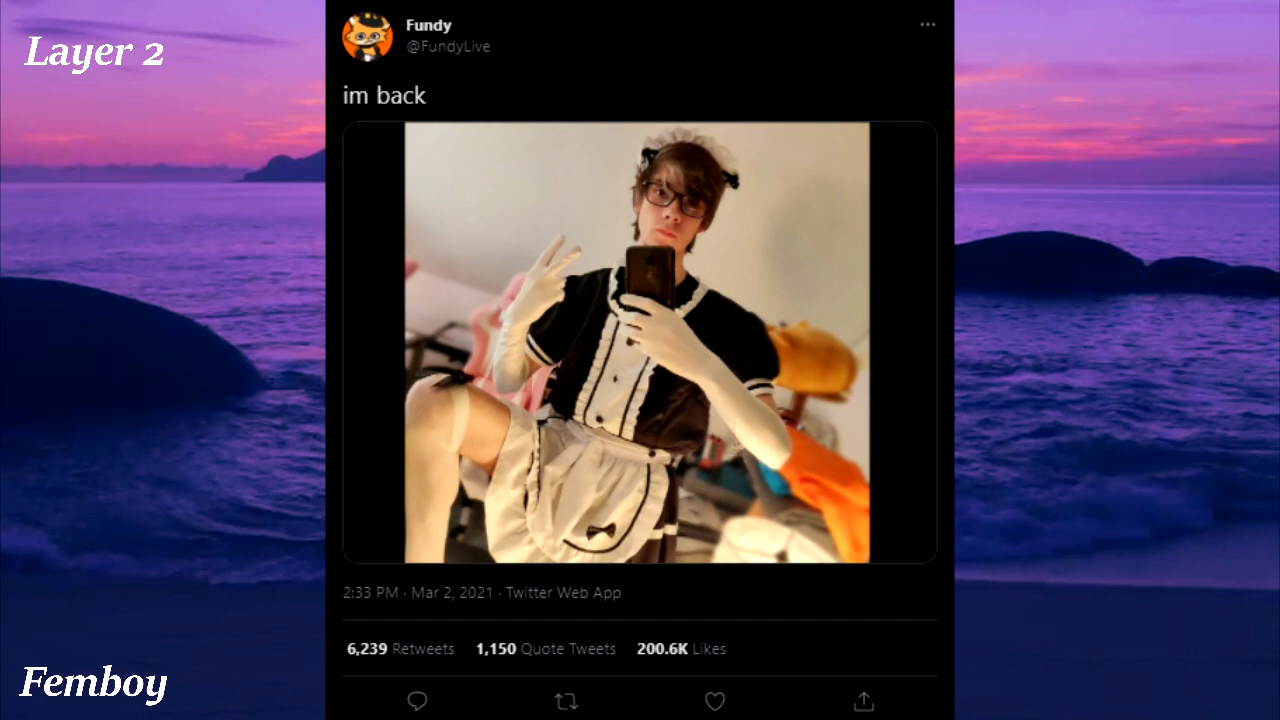 Layer 2
Fundy
@FundyLive
im back
2:33 PM · Mar 2, 2021 · Twitter Web App
6,239 Retweets 1,150 Quote Tweets 200.6K Likes
Femboy